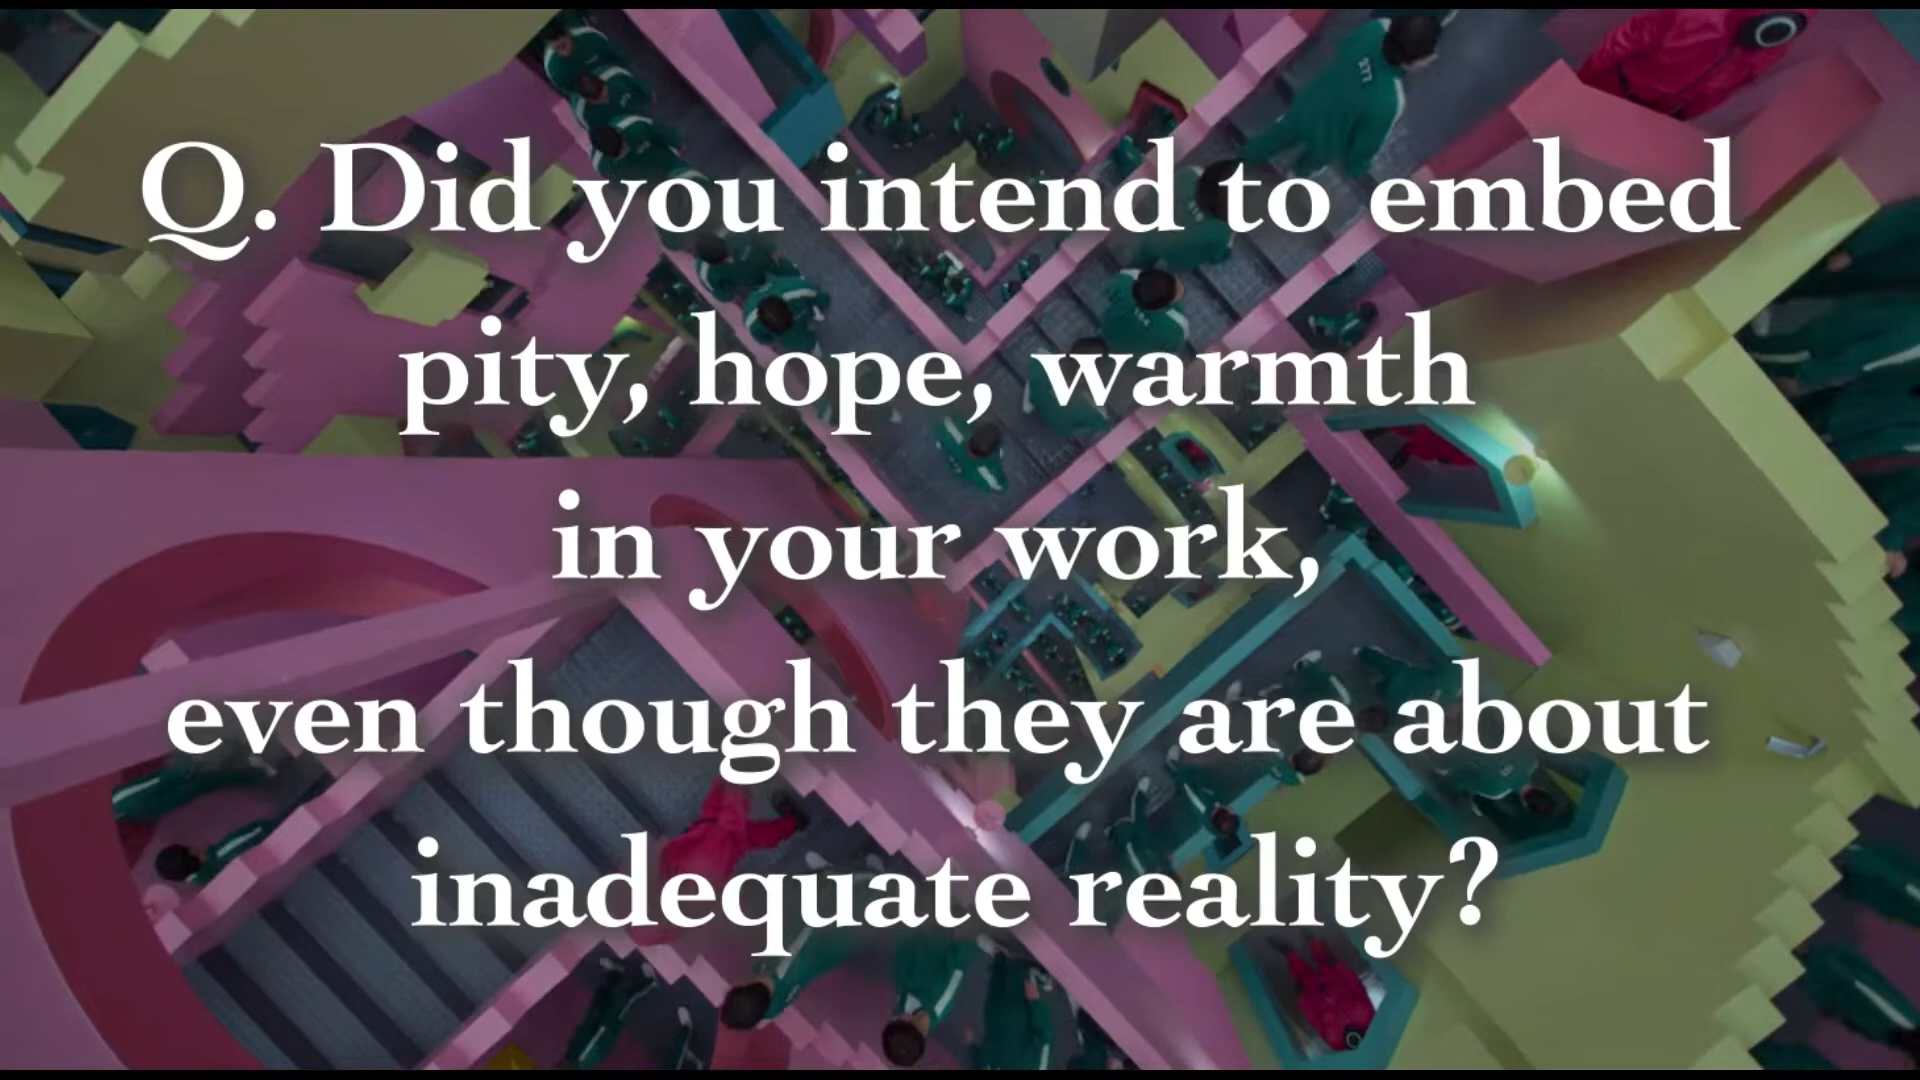 Q. Did you intend to embed
pity, hope, warmth
in your work,
even though they are about
inadequate reality?